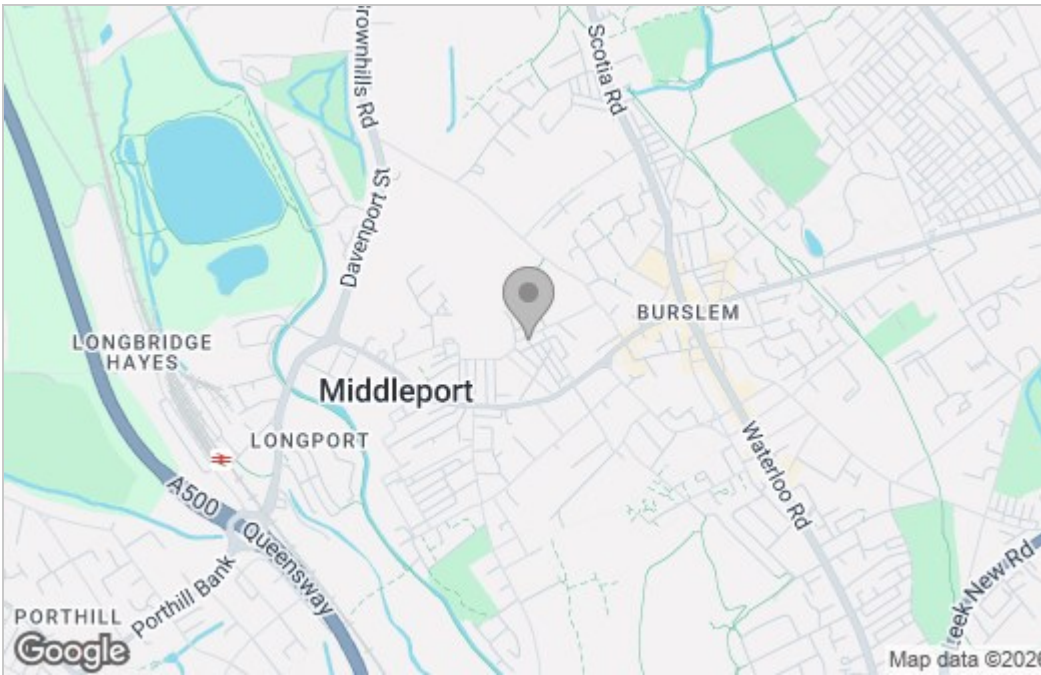 Brownhills Rd
Scotia Rd
Davenport St
BURSLEM
LONGBRIDGE
HAYES
Middleport
LONGPORT
Waterloo Rd
A500
Queensway
Porthill Bank
PORTHILL
eek New Rd
Google
Map data ©2026